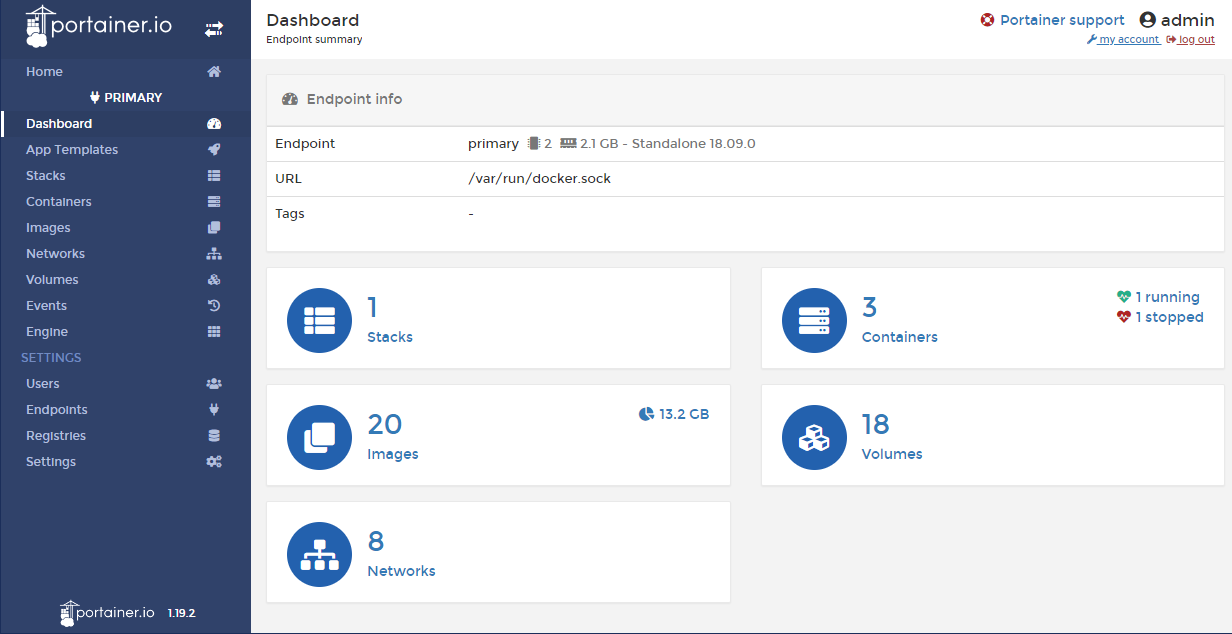 portainer.io
Home
PRIMARY
Dashboard
App Templates
Stacks
Containers
Images
Networks
Volumes
Events
Engine
SETTINGS
Users
Endpoints
Registries
Settings
portainer.io 1.19.2
Dashboard
Endpoint summary
Portainer support admin
my account log out
Endpoint info
Endpoint primary 2 2.1 GB - Standalone 18.09.0
URL /var/run/docker.sock
Tags -
1
Stacks
3
Containers
1 running
1 stopped
20
Images
13.2 GB
18
Volumes
8
Networks